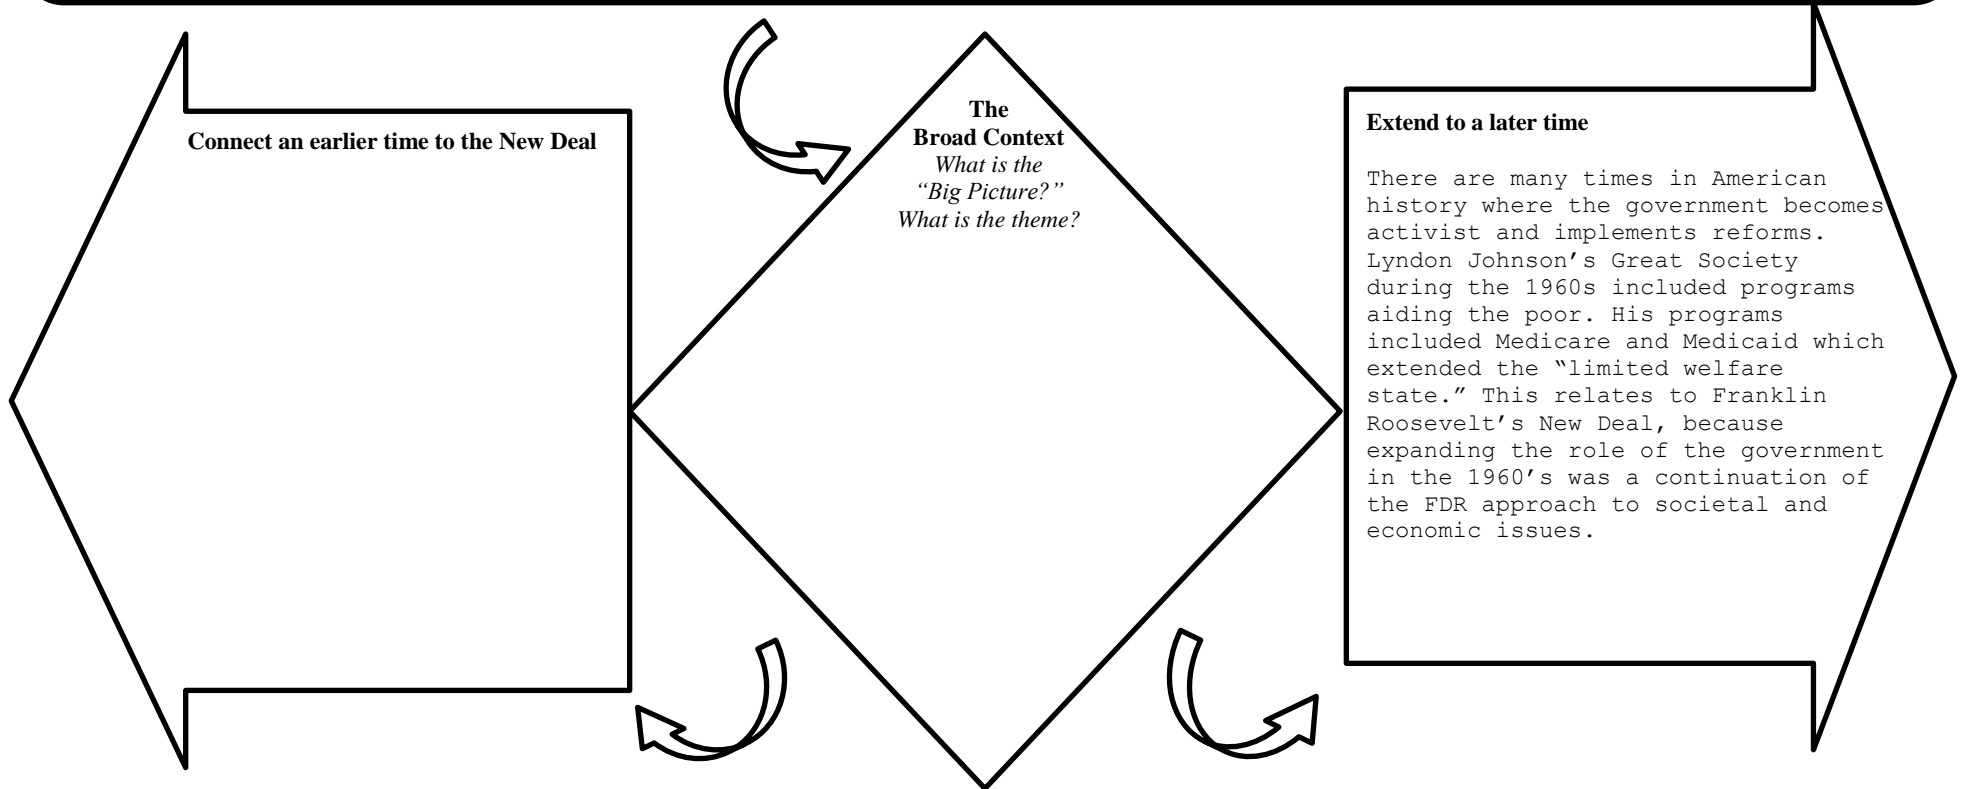 Connect an earlier time to the New Deal
The
Broad Context
What is the
“Big Picture?”
What is the theme?
Extend to a later time
There are many times in American
history where the government becomes
activist and implements reforms.
Lyndon Johnson’s Great Society
during the 1960s included programs
aiding the poor. His programs
included Medicare and Medicaid which
extended the “limited welfare
state.” This relates to Franklin
Roosevelt’s New Deal, because
expanding the role of the government
in the 1960’s was a continuation of
the FDR approach to societal and
economic issues.